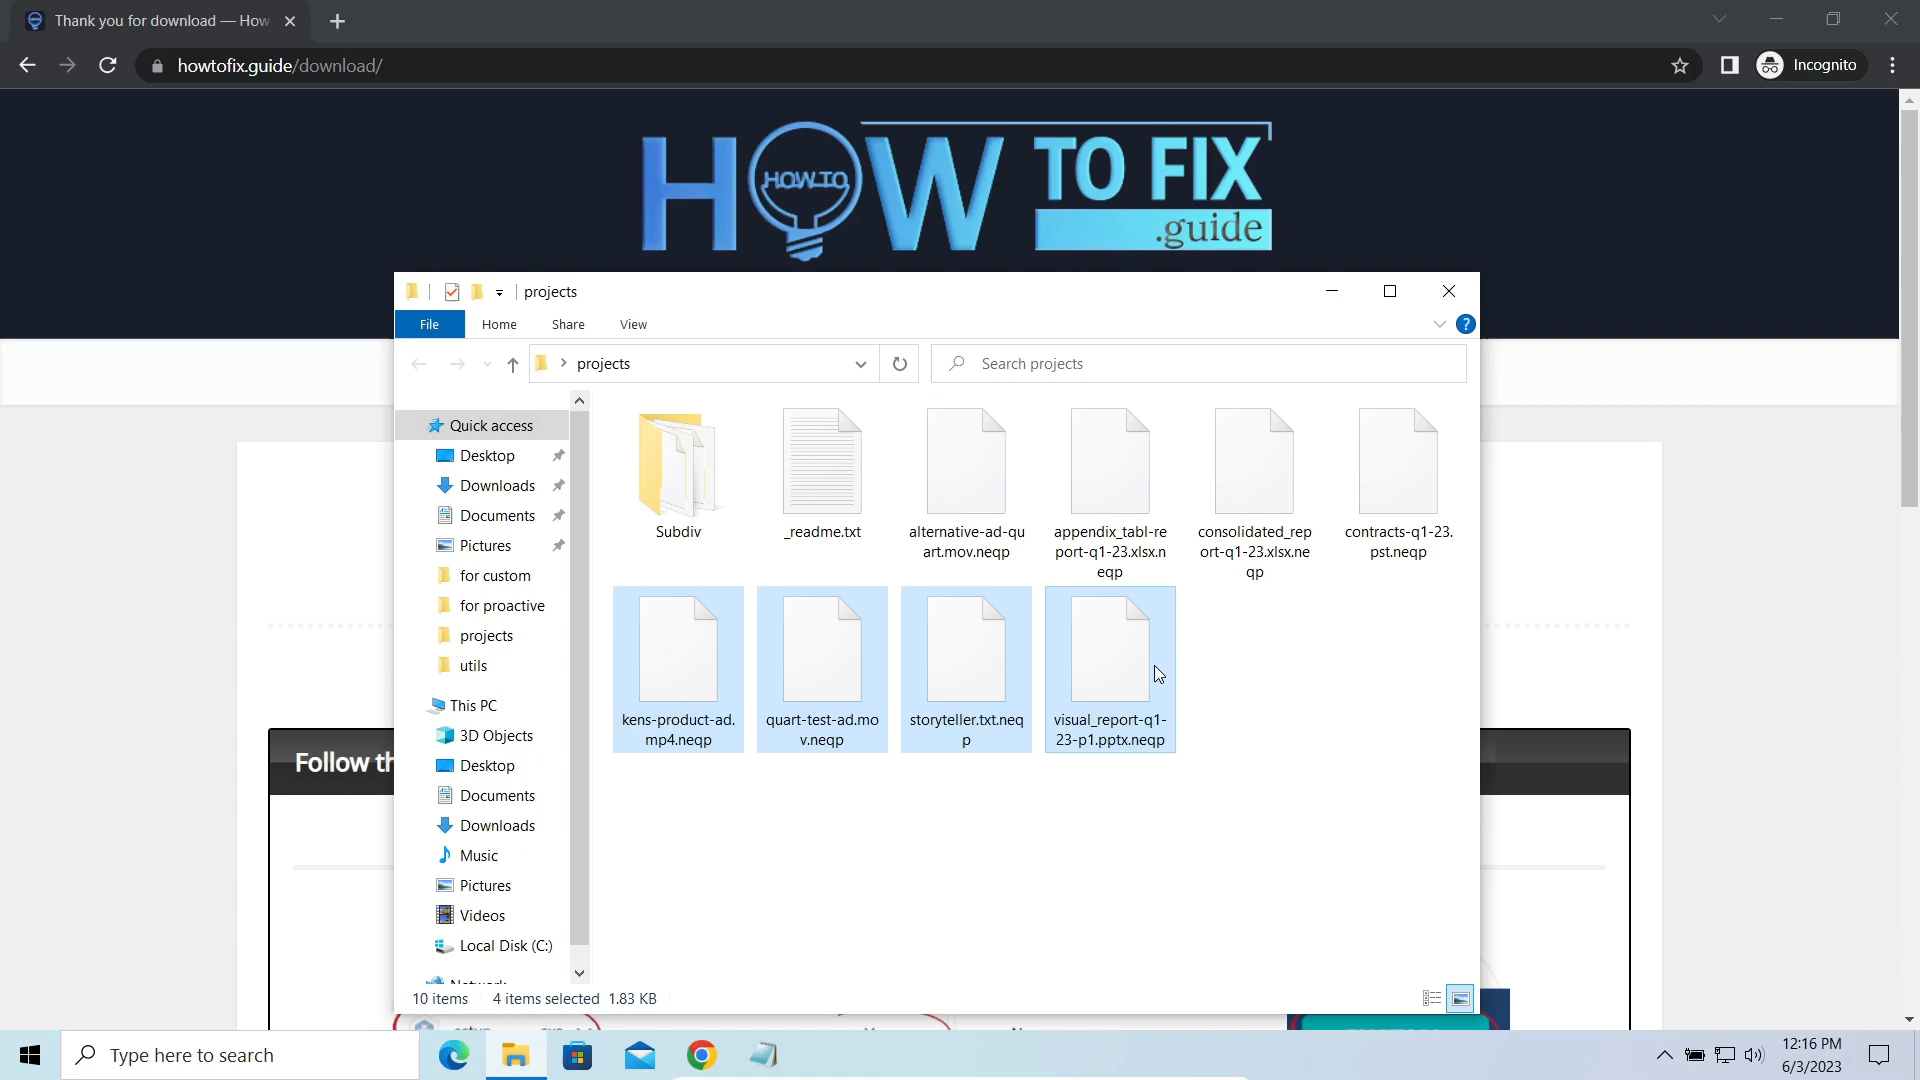 Thank you for download — How
howtofix.guide/download/
Incognito
HOW TO FIX
HOW TO
.guide
projects
File
Home
Share
View
?
projects
Search projects
Quick access
Desktop
Downloads
Documents
Pictures
for custom
for proactive
projects
utils
This PC
3D Objects
Desktop
Documents
Downloads
Music
Pictures
Videos
Local Disk (C:)
Subdiv
_readme.txt
alternative-ad-qu
art.mov.neqp
appendix_tabl-re
port-q1-23.xlsx.n
eqp
consolidated_rep
ort-q1-23.xlsx.ne
qp
contracts-q1-23.
pst.neqp
kens-product-ad.
mp4.neqp
quart-test-ad.mo
v.neqp
storyteller.txt.neq
p
visual_report-q1-
23-p1.pptx.neqp
Follow th
10 items
4 items selected 1.83 KB
Type here to search
12:16 PM
6/3/2023